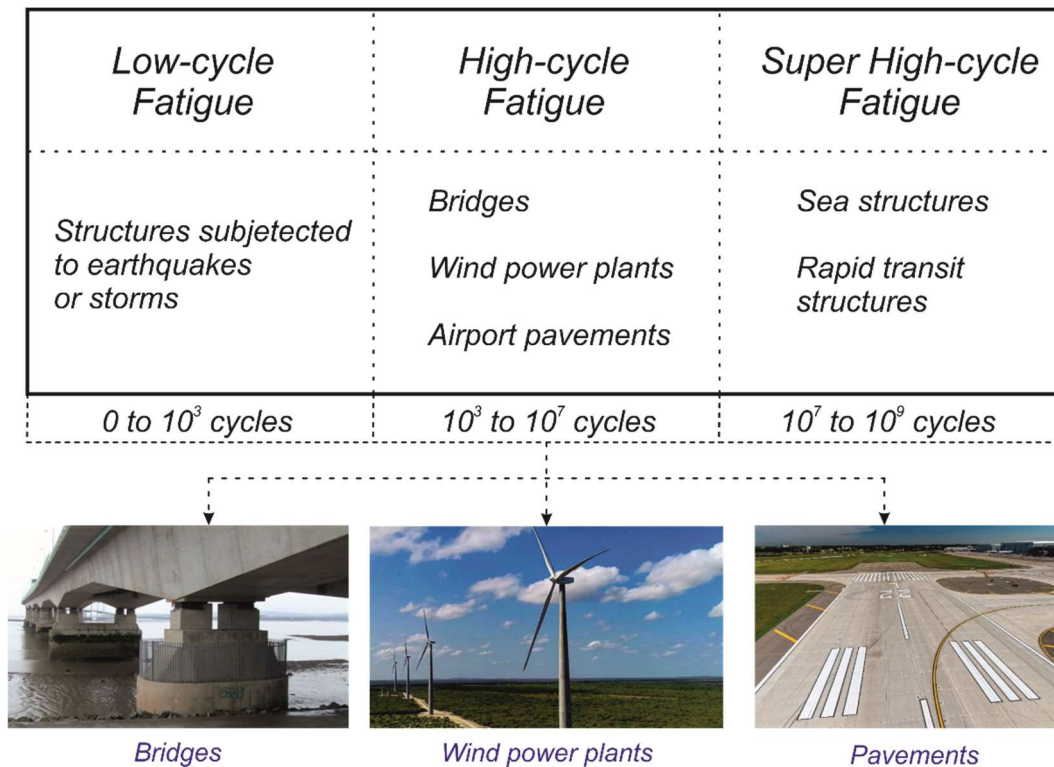 Low-cycle
Fatigue
High-cycle
Fatigue
Super High-cycle
Fatigue
Structures subjetected
to earthquakes
or storms
Bridges
Wind power plants
Airport pavements
Sea structures
Rapid transit
structures
0 to 10³ cycles
10³ to 10⁷ cycles
10⁷ to 10⁹ cycles
Bridges
Wind power plants
Pavements